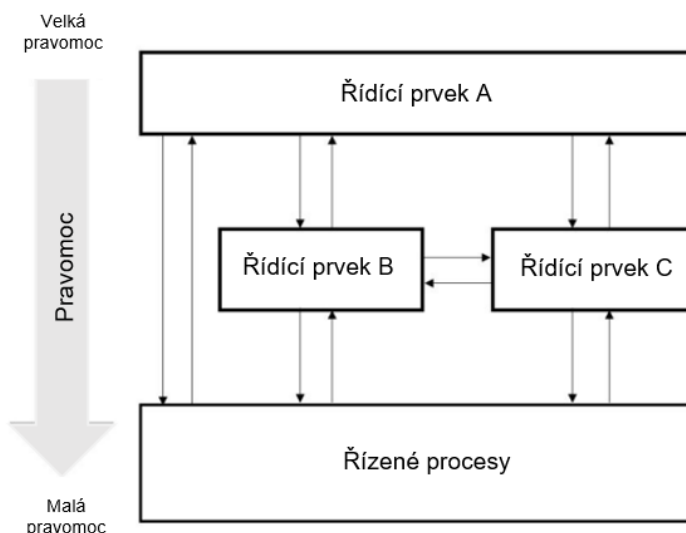 Velká
pravomoc
Řídící prvek A
Pravomoc
Řídící prvek B
Řídící prvek C
Řízené procesy
Malá
pravomoc